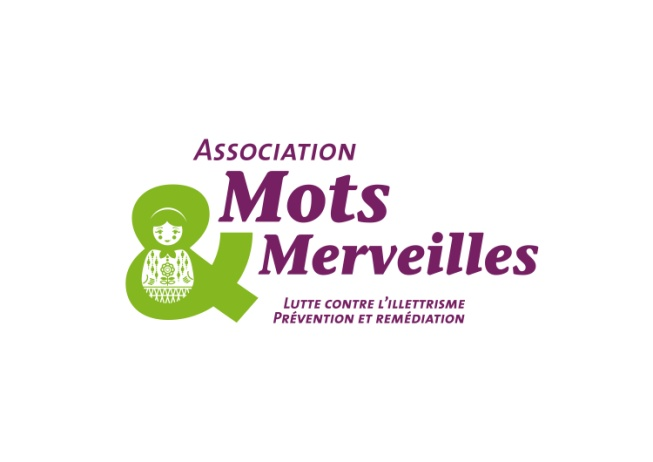 Association
Mots
& Merveilles
Lutte contre l'illettrisme
Prévention et remédiation